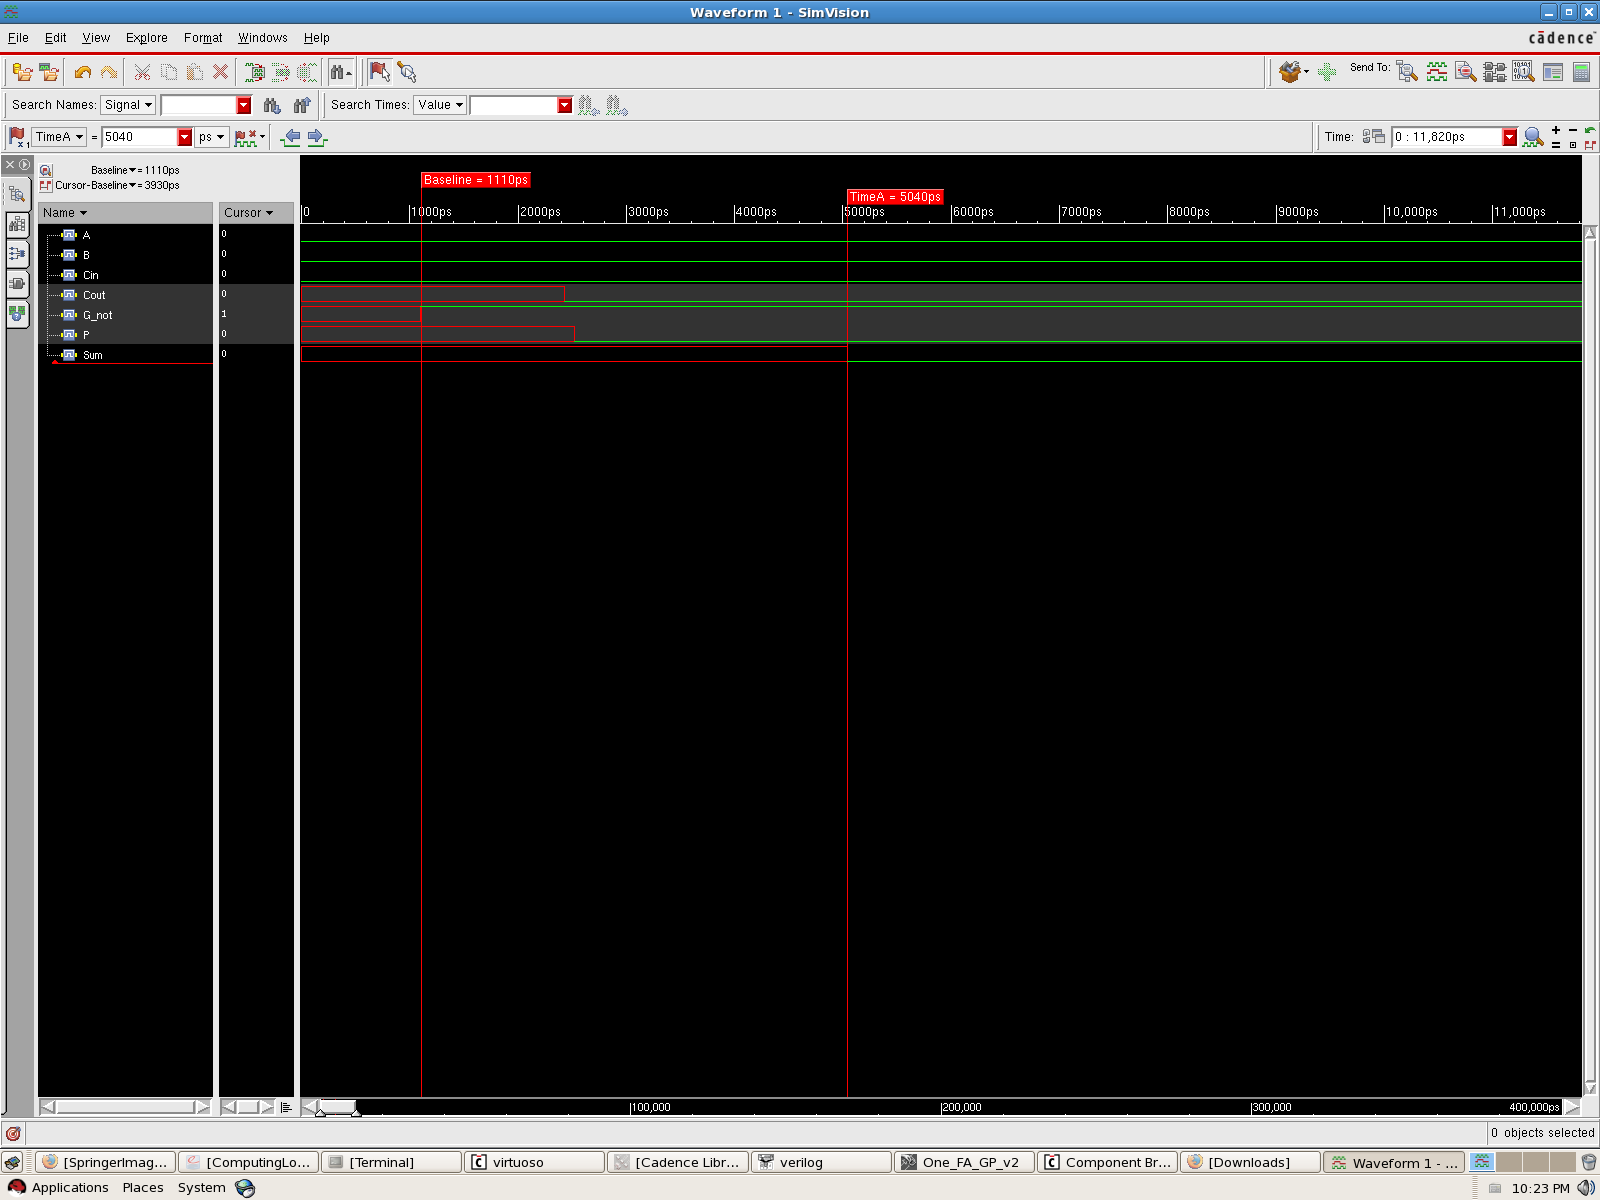 Waveform 1 - SimVision
File Edit View Explore Format Windows Help
cādence
Send To:
Search Names: Signal Search Times: Value
TimeA = 5040 ps Time: 0 : 11,820ps
Baseline = 1110ps
Cursor-Baseline = 3930ps
Baseline = 1110ps
TimeA = 5040ps
Name Cursor 0 1000ps 2000ps 3000ps 4000ps 5000ps 6000ps 7000ps 8000ps 9000ps 10,000ps 11,000ps
A 0
B 0
Cin 0
Cout 0
G_not 1
P 0
Sum 0
100,000 200,000 300,000 400,000ps
0 objects selected
[SpringerImag... [ComputingLo... [Terminal] virtuoso [Cadence Libr... verilog One_FA_GP_v2 Component Br... [Downloads] Waveform 1 - ...
Applications Places System 10:23 PM